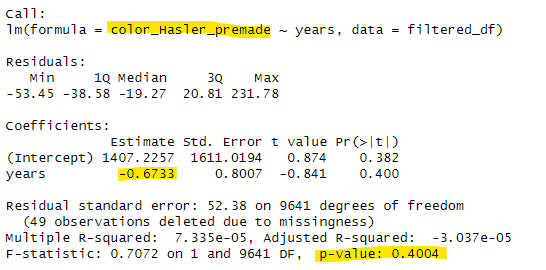 Call:
lm(formula = color_Hasler_premade ~ years, data = filtered_df)
Residuals:
Min 1Q Median 3Q Max
-53.45 -38.58 -19.27 20.81 231.78
Coefficients:
Estimate Std. Error t value Pr(>|t|)
(Intercept) 1407.2257 1611.0194 0.874 0.382
years -0.6733 0.8007 -0.841 0.400
Residual standard error: 52.38 on 9641 degrees of freedom
(49 observations deleted due to missingness)
Multiple R-squared: 7.335e-05, Adjusted R-squared: -3.037e-05
F-statistic: 0.7072 on 1 and 9641 DF, p-value: 0.4004